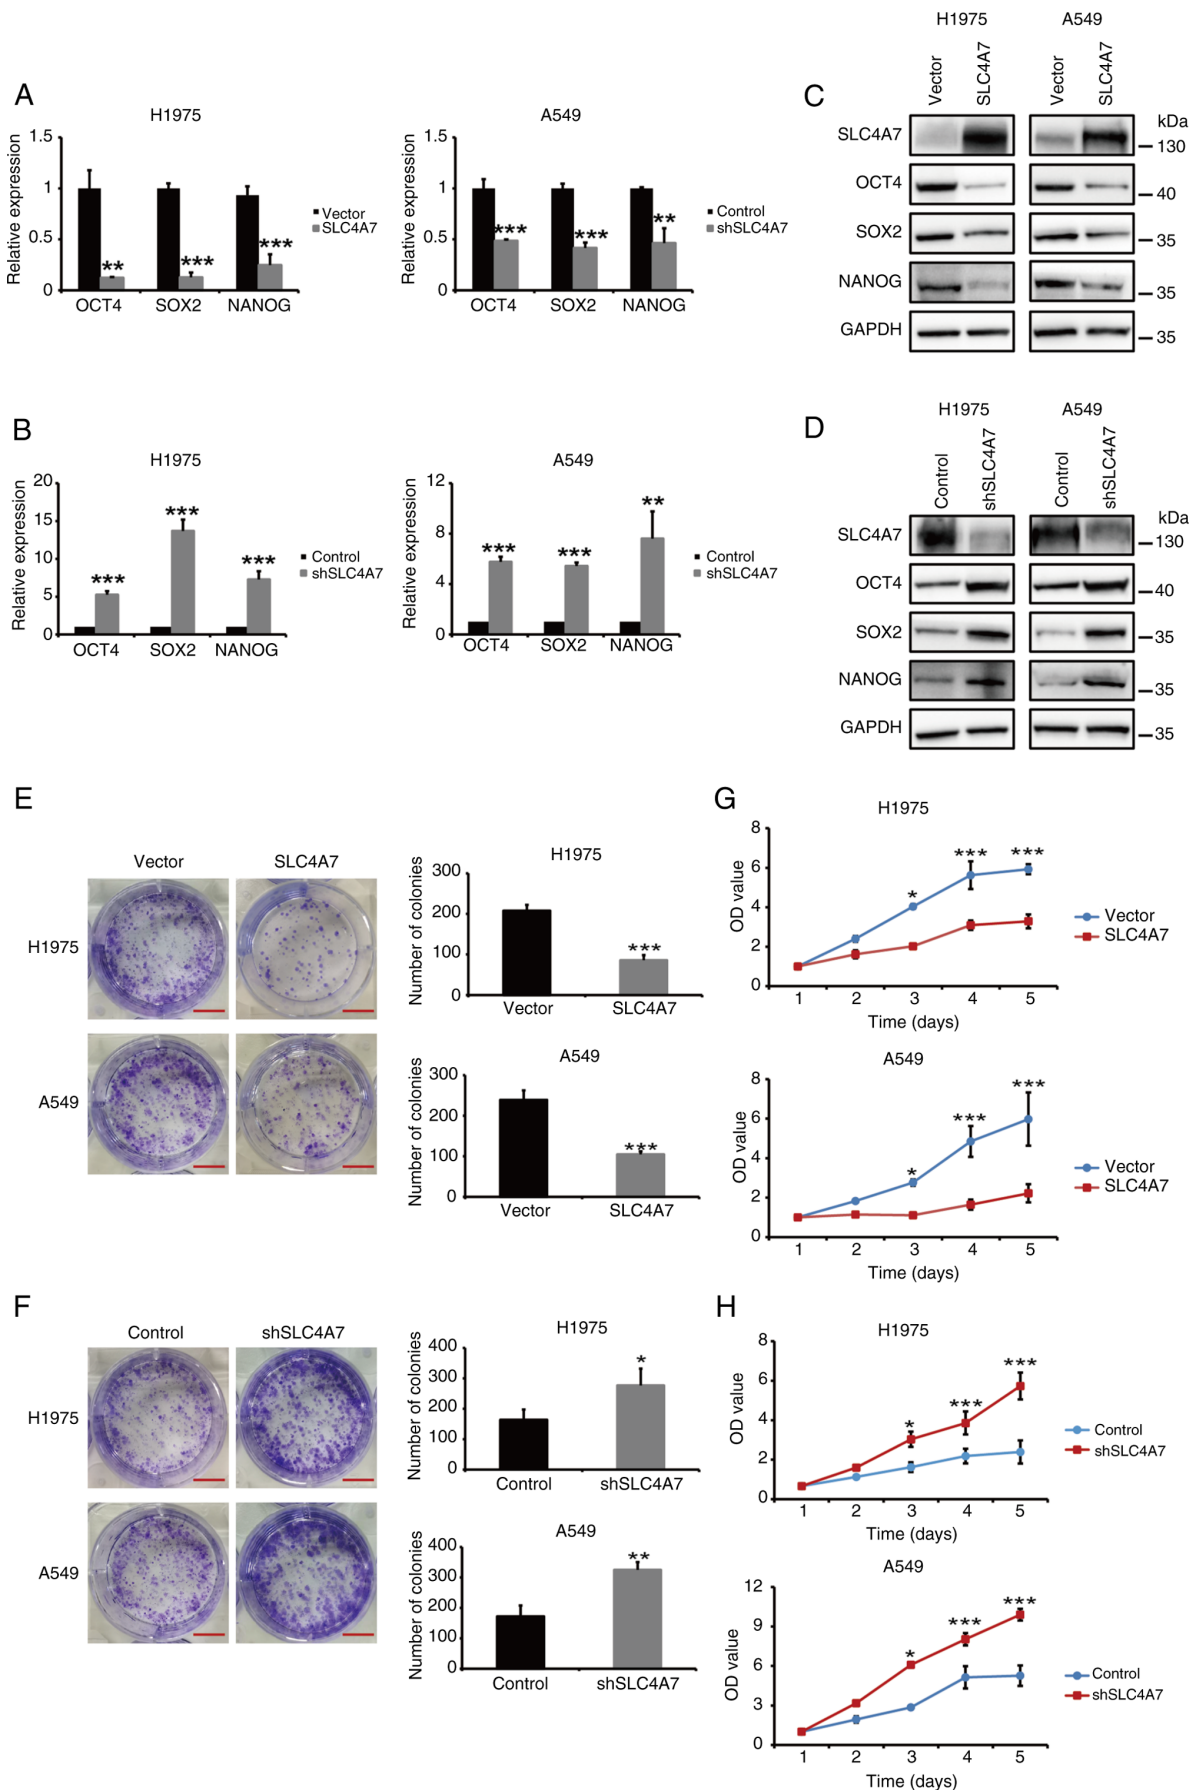 A
H1975
Relative expression
1.5
1
0.5
0
**
***
***
OCT4 SOX2 NANOG
Vector
SLC4A7
A549
Relative expression
1.5
1
0.5
0
***
***
**
OCT4 SOX2 NANOG
Control
shSLC4A7
B
H1975
Relative expression
20
15
10
5
0
***
***
***
OCT4 SOX2 NANOG
Control
shSLC4A7
A549
Relative expression
12
8
4
0
***
***
**
OCT4 SOX2 NANOG
Control
shSLC4A7
C
H1975 A549
Vector SLC4A7 Vector SLC4A7
kDa
SLC4A7 130
OCT4 40
SOX2 35
NANOG 35
GAPDH 35
D
H1975 A549
Control shSLC4A7 Control shSLC4A7
kDa
SLC4A7 130
OCT4 40
SOX2 35
NANOG 35
GAPDH 35
E
Vector SLC4A7
H1975
A549
H1975
Number of colonies
300
200
100
0
***
Vector SLC4A7
A549
Number of colonies
300
200
100
0
***
Vector SLC4A7
F
Control shSLC4A7
H1975
A549
H1975
Number of colonies
400
300
200
100
0
*
Control shSLC4A7
A549
Number of colonies
400
300
200
100
0
**
Control shSLC4A7
G
H1975
OD value
8
6
4
2
0
* *** ***
1 2 3 4 5
Time (days)
Vector
SLC4A7
A549
OD value
8
6
4
2
0
* *** ***
1 2 3 4 5
Time (days)
Vector
SLC4A7
H
H1975
OD value
8
6
4
2
0
* *** ***
1 2 3 4 5
Time (days)
Control
shSLC4A7
A549
OD value
12
9
6
3
0
* *** ***
1 2 3 4 5
Time (days)
Control
shSLC4A7